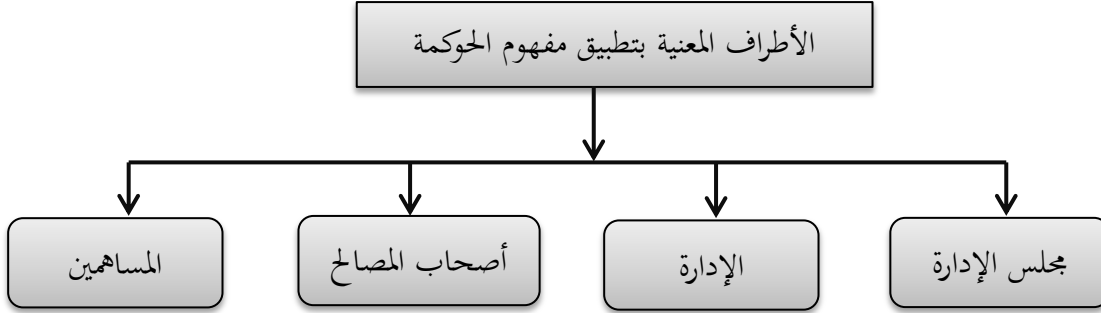 الأطراف المعنية بتطبيق مفهوم الحوكمة
مجلس الإدارة
الإدارة
أصحاب المصالح
المساهمين